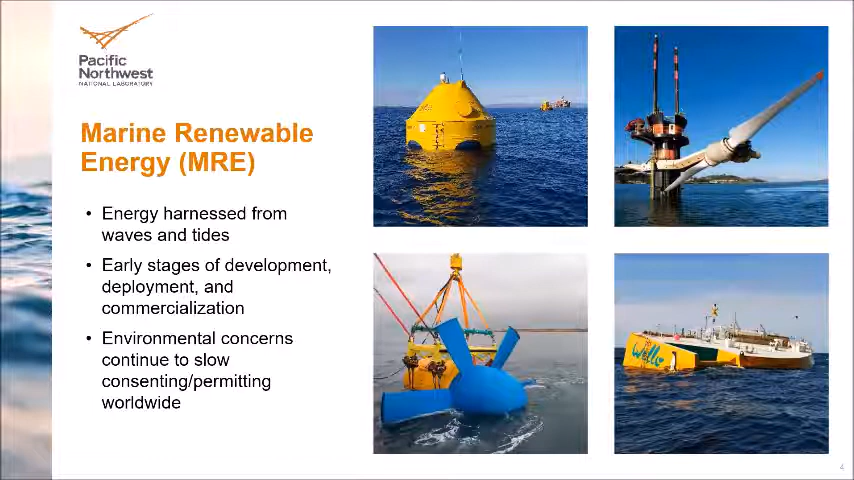 Pacific
Northwest
NATIONAL LABORATORY
Marine Renewable
Energy (MRE)
• Energy harnessed from
waves and tides
• Early stages of development,
deployment, and
commercialization
• Environmental concerns
continue to slow
consenting/permitting
worldwide
Wello
4